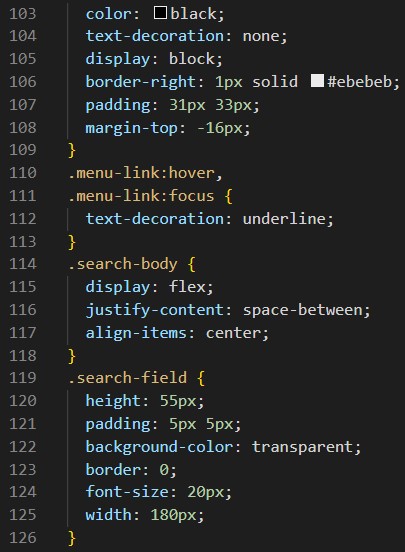 103 color: black;
104 text-decoration: none;
105 display: block;
106 border-right: 1px solid #ebebeb;
107 padding: 31px 33px;
108 margin-top: -16px;
109 }
110 .menu-link:hover,
111 .menu-link:focus {
112 text-decoration: underline;
113 }
114 .search-body {
115 display: flex;
116 justify-content: space-between;
117 align-items: center;
118 }
119 .search-field {
120 height: 55px;
121 padding: 5px 5px;
122 background-color: transparent;
123 border: 0;
124 font-size: 20px;
125 width: 180px;
126 }